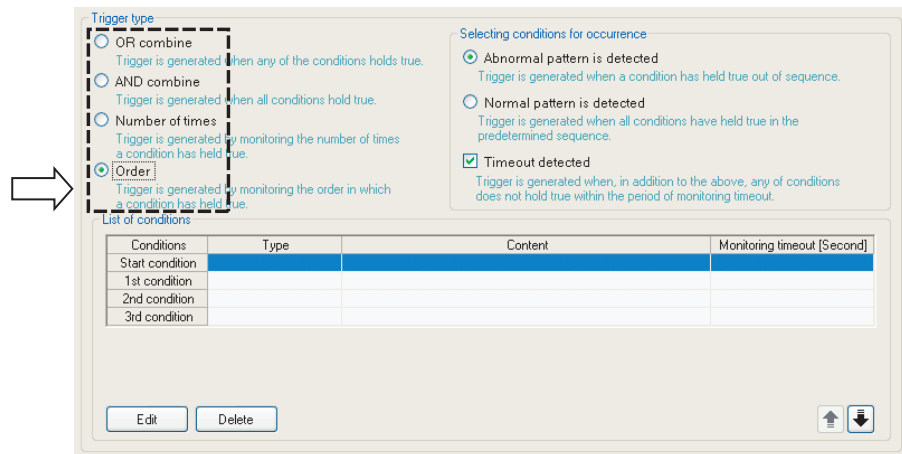 Trigger type
OR combine
Trigger is generated when any of the conditions holds true.
AND combine
Trigger is generated when all conditions hold true.
Number of times
Trigger is generated by monitoring the number of times
a condition has held true.
Order
Trigger is generated by monitoring the order in which
a condition has held true.
Selecting conditions for occurrence
Abnormal pattern is detected
Trigger is generated when a condition has held true out of sequence.
Normal pattern is detected
Trigger is generated when all conditions have held true in the
predetermined sequence.
Timeout detected
Trigger is generated when, in addition to the above, any of conditions
does not hold true within the period of monitoring timeout.
List of conditions
Conditions Type Content Monitoring timeout [Second]
Start condition
1st condition
2nd condition
3rd condition
Edit Delete